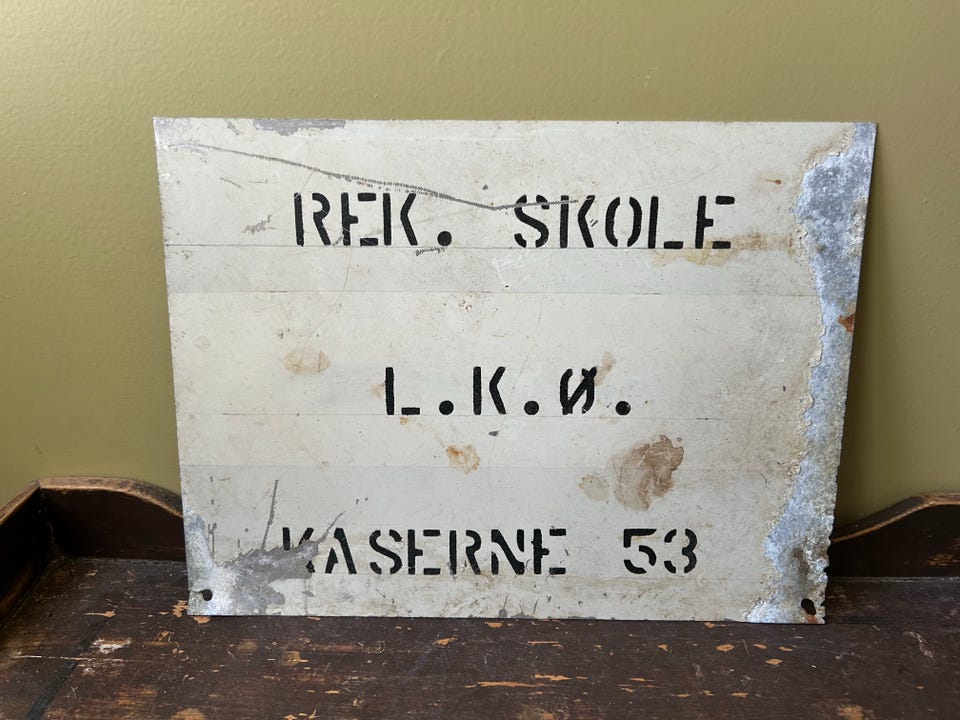 REK. SKOLE
L.K.Ø.
KASERNE 53